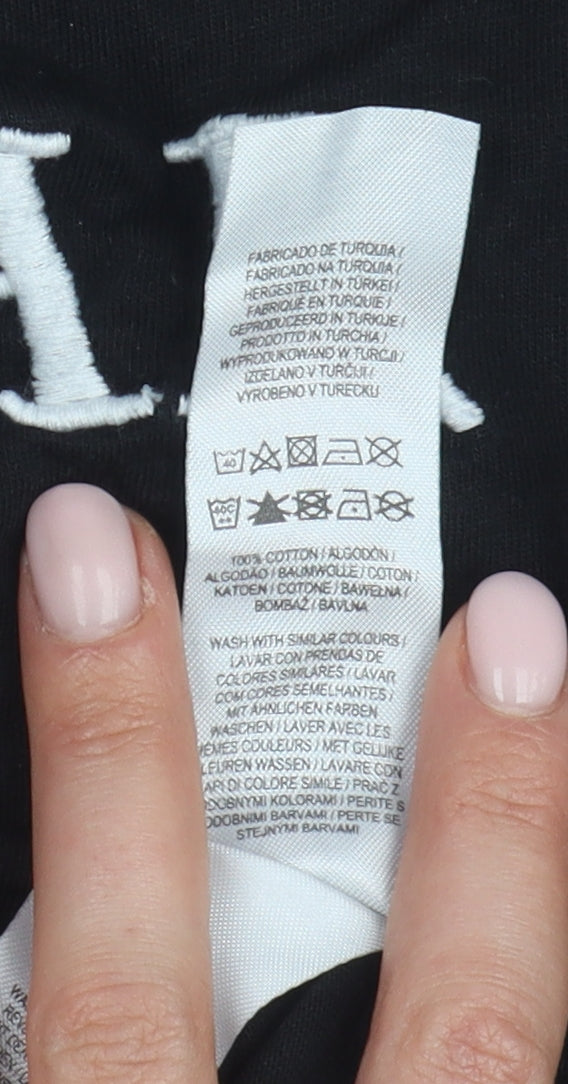 FABRICADO DE TURQUIA /
FABRICADO NA TURQUIA /
HERGESTELLT IN TÜRKEI /
FABRIQUÉ EN TURQUIE /
GEPRODUCEERD IN TURKIJE /
PRODOTTO IN TURCHIA /
WYPRODUKOWANO W TURCJI /
IZDELANO V TURČIJI /
VYROBENO V TURECKU
40
40C
100% COTTON / ALGODÓN /
ALGODÃO / BAUMWOLLE / COTON /
KATOEN / COTONE / BAWEŁNA /
BOMBAŽ / BAVLNA
WASH WITH SIMILAR COLOURS /
LAVAR CON PRENDAS DE
COLORES SIMILARES / LAVAR
COM CORES SEMELHANTES /
MIT ÄHNLICHEN FARBEN
WASCHEN / LAVER AVEC LES
MÊMES COULEURS / MET GELIJKE
LEUREN WASSEN / LAVARE CON
API DI COLORE SIMILE / PRAĆ Z
ODOBNYMI KOLORAMI / PERITE S
ODOBNIMI BARVAMI / PERTE SE
STEJNÝMI BARVAMI